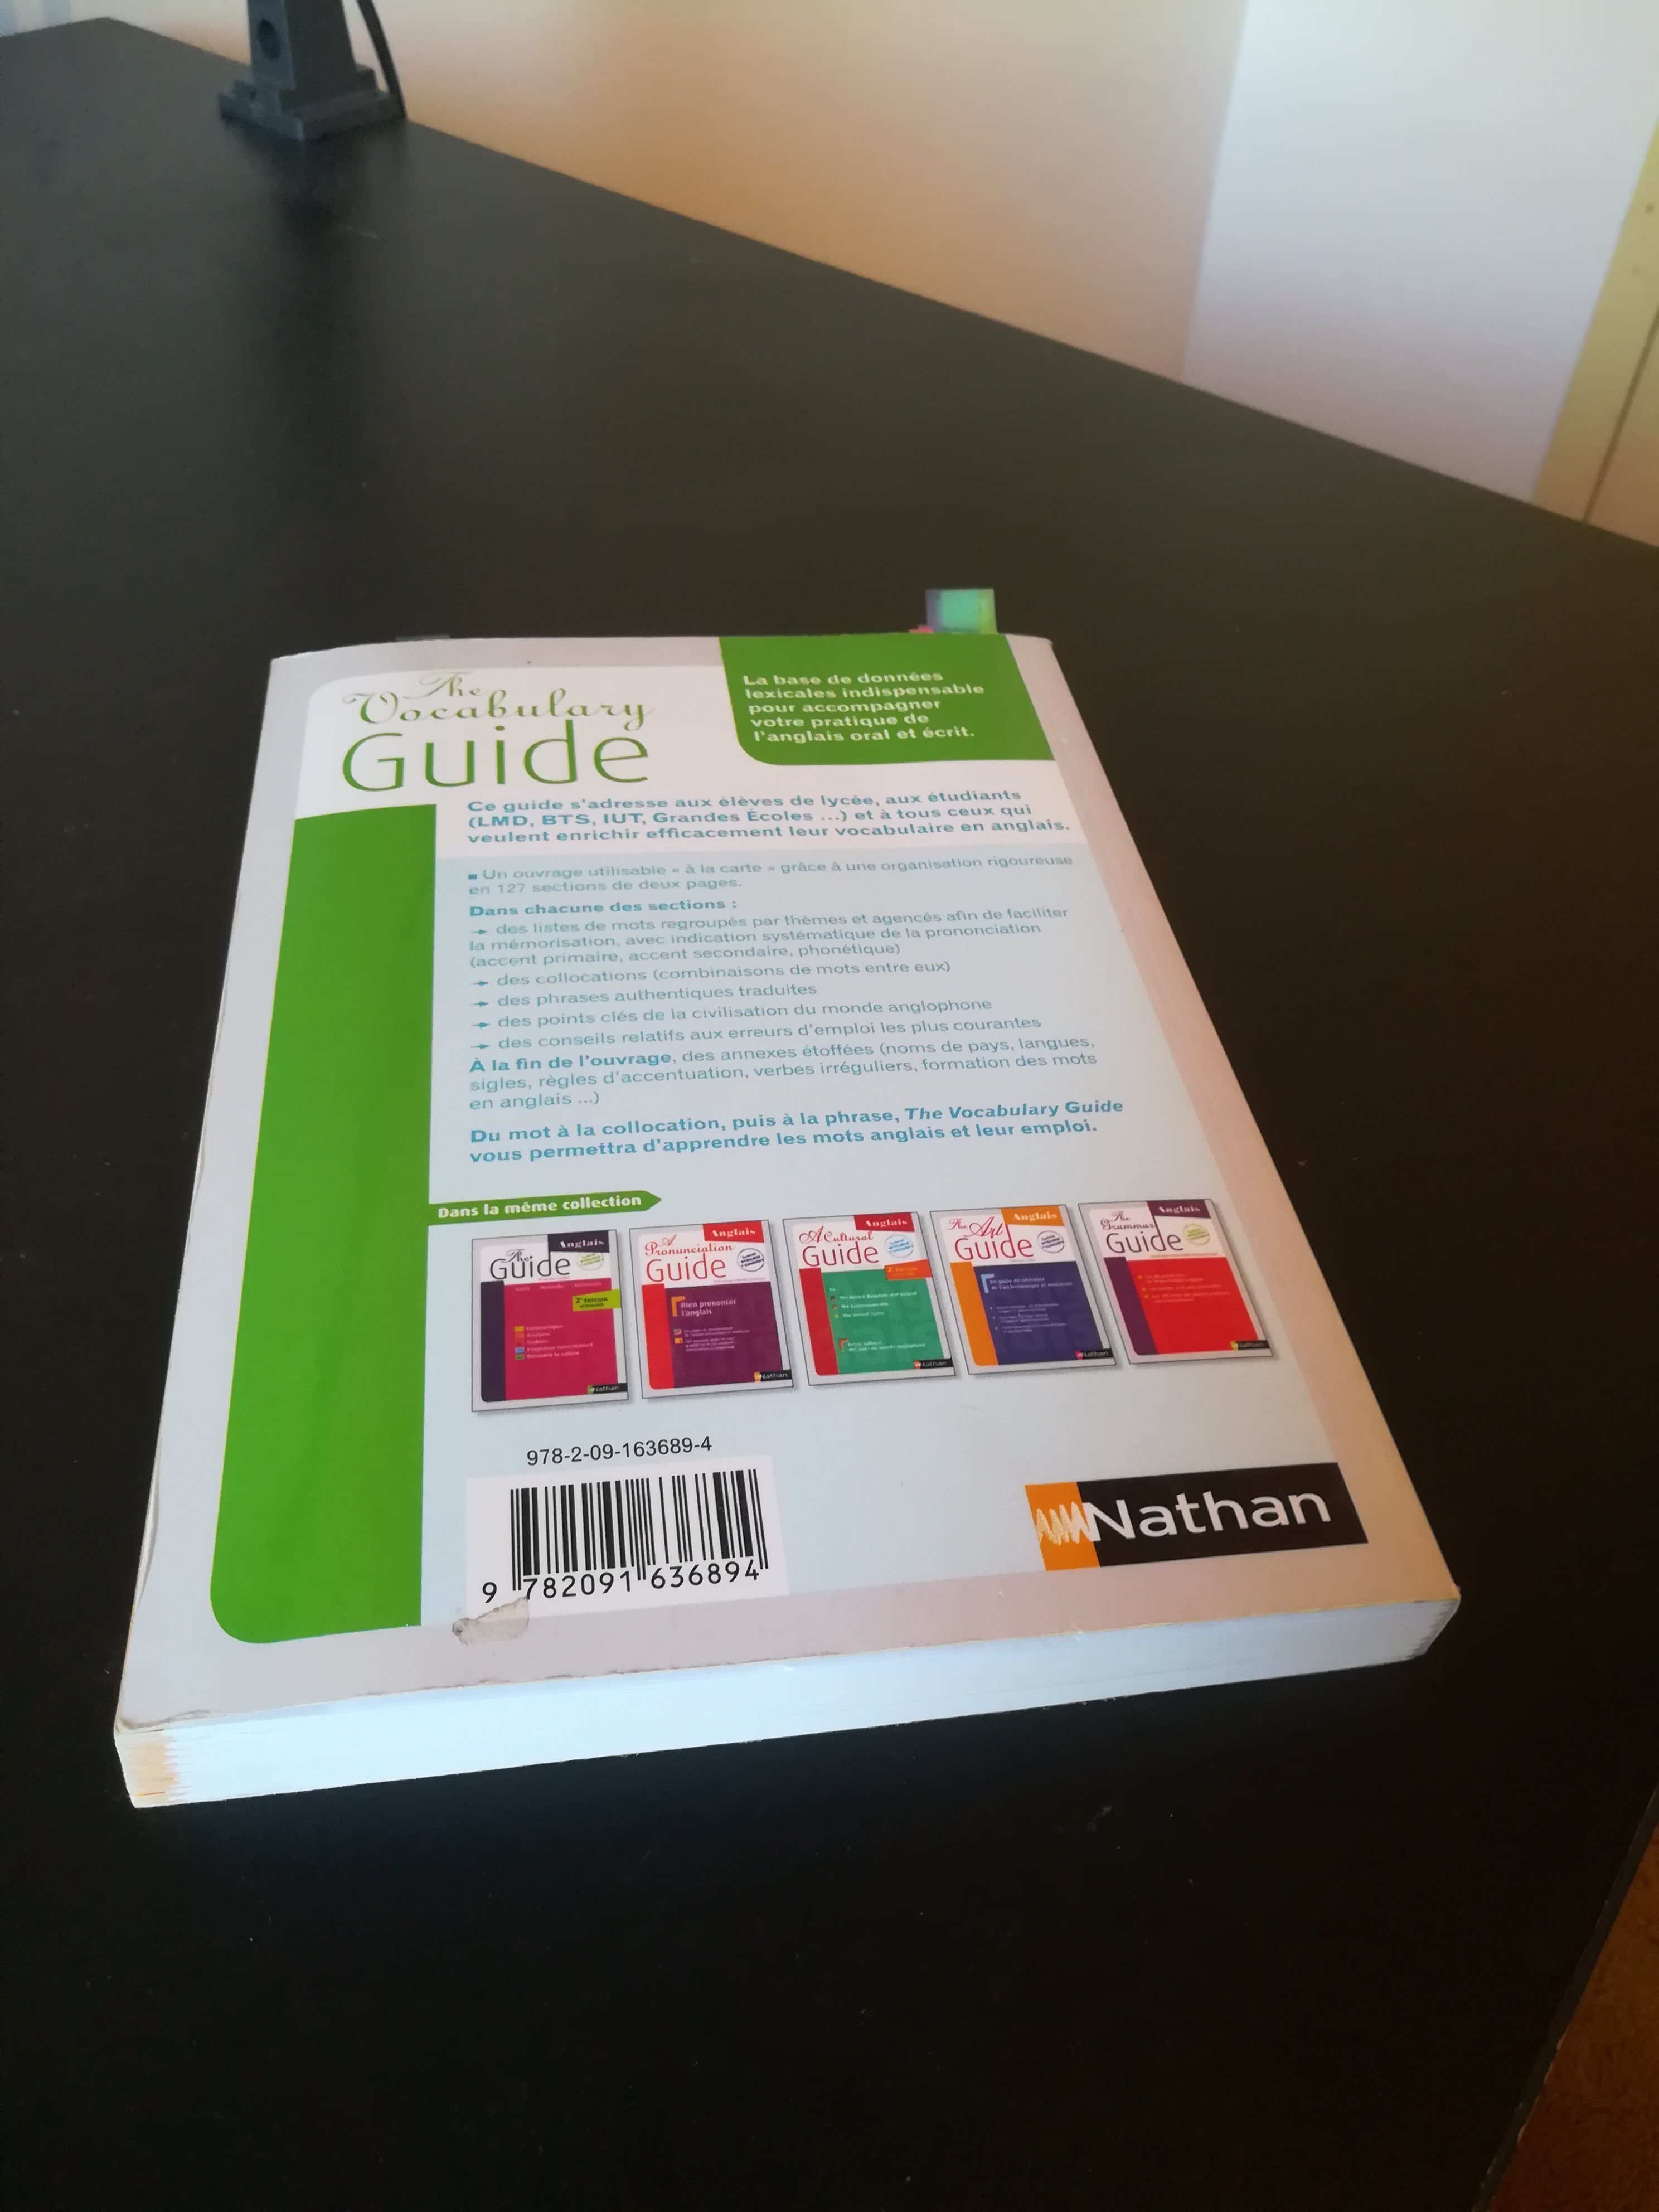 The
Vocabulary
Guide
La base de données
lexicales indispensable
pour accompagner
votre pratique de
l'anglais oral et écrit.
Ce guide s'adresse aux élèves de lycée, aux étudiants
(LMD, BTS, IUT, Grandes Écoles ...) et à tous ceux qui
veulent enrichir efficacement leur vocabulaire en anglais.
■ Un ouvrage utilisable « à la carte » grâce à une organisation rigoureuse
en 127 sections de deux pages.
Dans chacune des sections :
→ des listes de mots regroupés par thèmes et agencés afin de faciliter
la mémorisation, avec indication systématique de la prononciation
(accent primaire, accent secondaire, phonétique)
→ des collocations (combinaisons de mots entre eux)
→ des phrases authentiques traduites
→ des points clés de la civilisation du monde anglophone
→ des conseils relatifs aux erreurs d'emploi les plus courantes
À la fin de l'ouvrage, des annexes étoffées (noms de pays, langues,
sigles, règles d'accentuation, verbes irréguliers, formation des mots
en anglais ...)
Du mot à la collocation, puis à la phrase, The Vocabulary Guide
vous permettra d'apprendre les mots anglais et leur emploi.
Dans la même collection
Anglais
The
Guide
2e Édition
Nathan
Anglais
A
Pronunciation
Guide
Bien prononcer
l'anglais
Nathan
Anglais
A Cultural
Guide
2e Édition
Nathan
Anglais
The Art
Guide
Nathan
Anglais
The
Grammar
Guide
Nathan
978-2-09-163689-4
9 782091 636894
Nathan